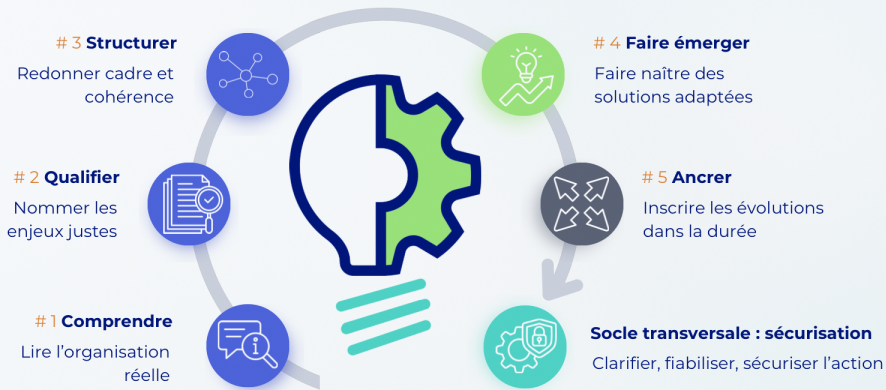 # 3 Structurer
Redonner cadre et
cohérence
# 4 Faire émerger
Faire naître des
solutions adaptées
# 2 Qualifier
Nommer les
enjeux justes
# 5 Ancrer
Inscrire les évolutions
dans la durée
# 1 Comprendre
Lire l’organisation
réelle
Socle transversale : sécurisation
Clarifier, fiabiliser, sécuriser l’action